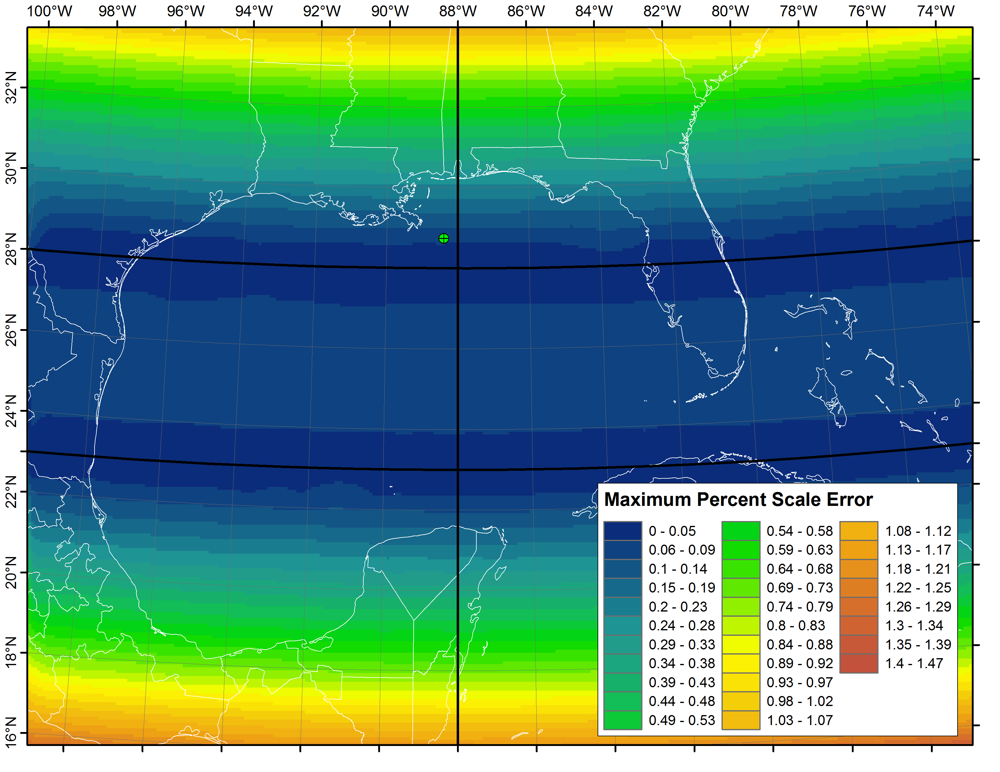 100°W 98°W 96°W 94°W 92°W 90°W 88°W 86°W 84°W 82°W 80°W 78°W 76°W 74°W
32°N
30°N
28°N
26°N
24°N
22°N
20°N
18°N
16°N
Maximum Percent Scale Error
0 - 0.05 0.54 - 0.58 1.08 - 1.12
0.06 - 0.09 0.59 - 0.63 1.13 - 1.17
0.1 - 0.14 0.64 - 0.68 1.18 - 1.21
0.15 - 0.19 0.69 - 0.73 1.22 - 1.25
0.2 - 0.23 0.74 - 0.79 1.26 - 1.29
0.24 - 0.28 0.8 - 0.83 1.3 - 1.34
0.29 - 0.33 0.84 - 0.88 1.35 - 1.39
0.34 - 0.38 0.89 - 0.92 1.4 - 1.47
0.39 - 0.43 0.93 - 0.97
0.44 - 0.48 0.98 - 1.02
0.49 - 0.53 1.03 - 1.07